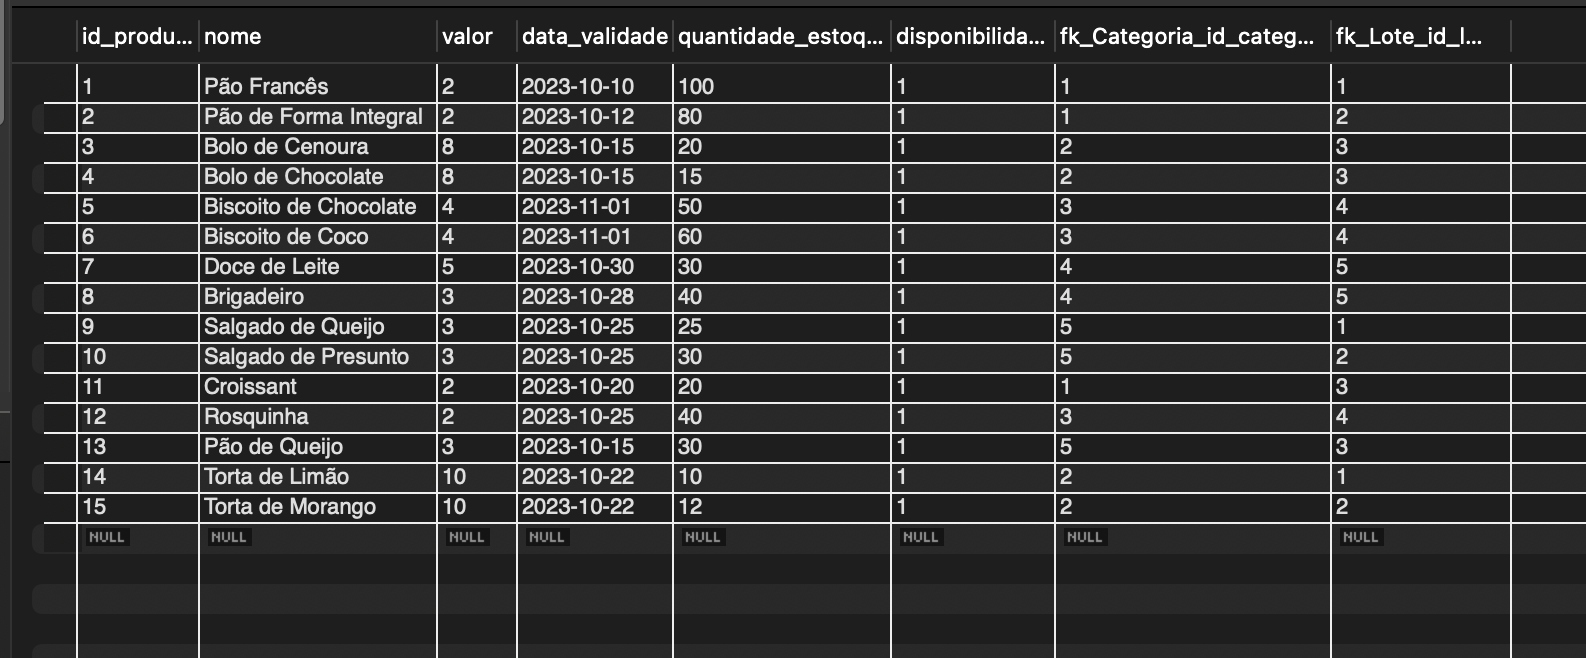 id_produ... nome valor data_validade quantidade_estoq... disponibilida... fk_Categoria_id_categ... fk_Lote_id_l...
1 Pão Francês 2 2023-10-10 100 1 1 1
2 Pão de Forma Integral 2 2023-10-12 80 1 1 2
3 Bolo de Cenoura 8 2023-10-15 20 1 2 3
4 Bolo de Chocolate 8 2023-10-15 15 1 2 3
5 Biscoito de Chocolate 4 2023-11-01 50 1 3 4
6 Biscoito de Coco 4 2023-11-01 60 1 3 4
7 Doce de Leite 5 2023-10-30 30 1 4 5
8 Brigadeiro 3 2023-10-28 40 1 4 5
9 Salgado de Queijo 3 2023-10-25 25 1 5 1
10 Salgado de Presunto 3 2023-10-25 30 1 5 2
11 Croissant 2 2023-10-20 20 1 1 3
12 Rosquinha 2 2023-10-25 40 1 3 4
13 Pão de Queijo 3 2023-10-15 30 1 5 3
14 Torta de Limão 10 2023-10-22 10 1 2 1
15 Torta de Morango 10 2023-10-22 12 1 2 2
NULL NULL NULL NULL NULL NULL NULL NULL